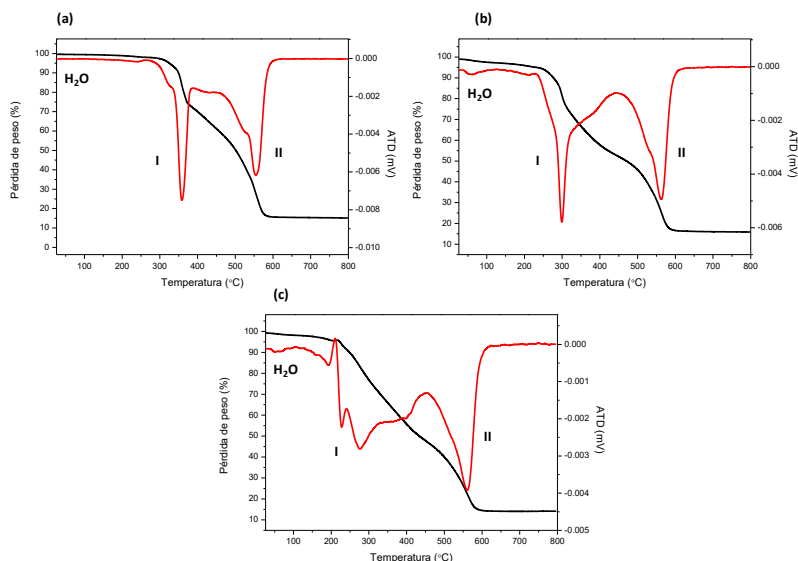 (a)
100
90
80
70
60
50
40
30
20
10
0
Pérdida de peso (%)
H₂O
I
II
0.000
-0.002
-0.004
-0.006
-0.008
-0.010
ATD (mV)
100 200 300 400 500 600 700 800
Temperatura (°C)
(b)
100
90
80
70
60
50
40
30
20
10
Pérdida de peso (%)
H₂O
I
II
0.000
-0.002
-0.004
-0.006
ATD (mV)
100 200 300 400 500 600 700 800
Temperatura (°C)
(c)
100
90
80
70
60
50
40
30
20
10
Pérdida de peso (%)
H₂O
I
II
0.000
-0.001
-0.002
-0.003
-0.004
-0.005
ATD (mV)
100 200 300 400 500 600 700 800
Temperatura (°C)